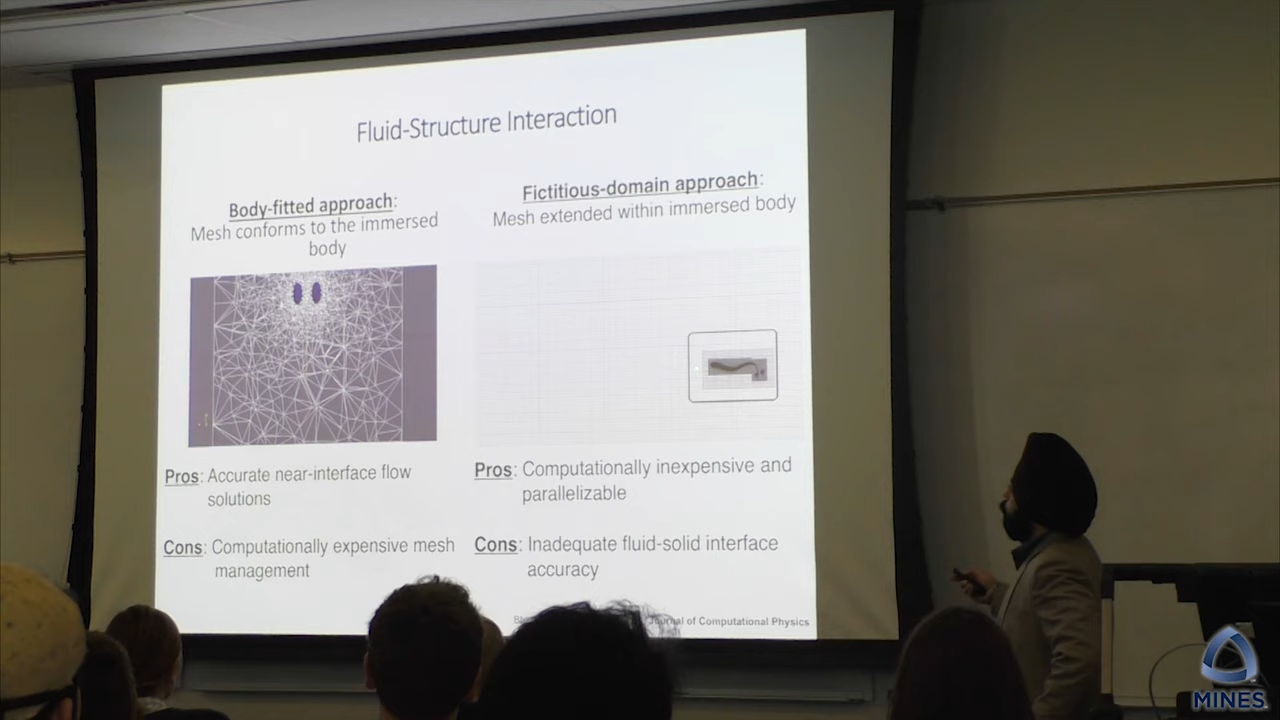 Fluid-Structure Interaction
Body-fitted approach:
Mesh conforms to the immersed
body
Pros: Accurate near-interface flow
solutions
Cons: Computationally expensive mesh
management
Fictitious-domain approach:
Mesh extended within immersed body
Pros: Computationally inexpensive and
parallelizable
Cons: Inadequate fluid-solid interface
accuracy
Journal of Computational Physics
MINES